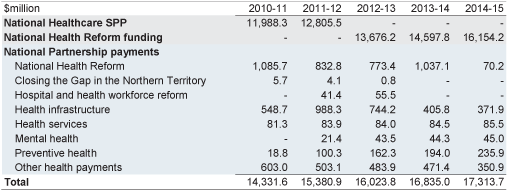 $million 2010-11 2011-12 2012-13 2013-14 2014-15
National Healthcare SPP 11,988.3 12,805.5 - - -
National Health Reform funding - - 13,676.2 14,597.8 16,154.2
National Partnership payments
National Health Reform 1,085.7 832.8 773.4 1,037.1 70.2
Closing the Gap in the Northern Territory 5.7 4.1 0.8 - -
Hospital and health workforce reform - 41.4 55.5 - -
Health infrastructure 548.7 988.3 744.2 405.8 371.9
Health services 81.3 83.9 84.0 84.5 85.5
Mental health - 21.4 43.5 44.3 45.0
Preventive health 18.8 100.3 162.3 194.0 235.9
Other health payments 603.0 503.1 483.9 471.4 350.9
Total 14,331.6 15,380.9 16,023.8 16,835.0 17,313.7